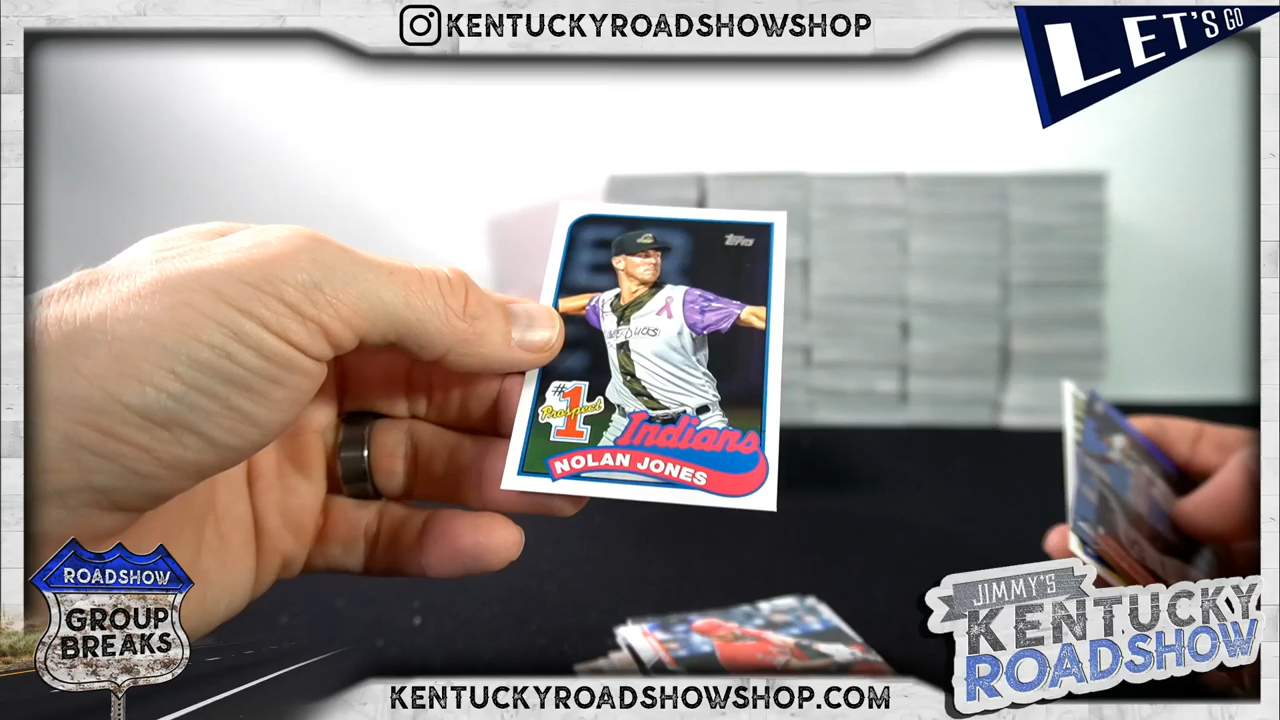 KENTUCKYROADSHOWSHOP
LET'S GO
Topps
#1
Prospect
Indians
NOLAN JONES
ROADSHOW
GROUP
BREAKS
JIMMY'S
KENTUCKY
ROADSHOW
KENTUCKYROADSHOWSHOP.COM